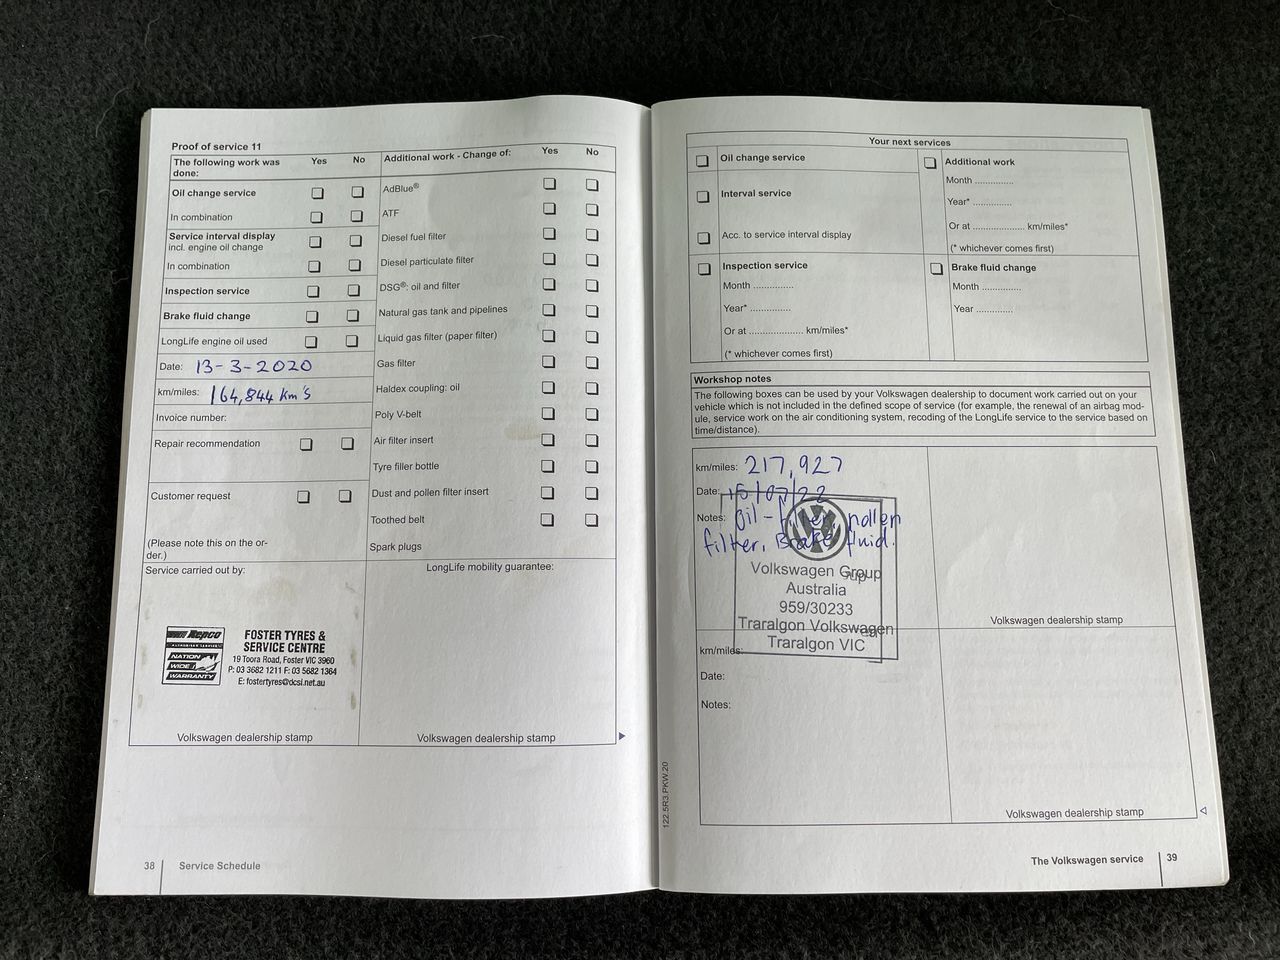 Proof of service 11
The following work was done: Yes No
Oil change service
In combination
Service interval display
incl. engine oil change
In combination
Inspection service
Brake fluid change
LongLife engine oil used
Date: 13-3-2020
km/miles: 164,844 km's
Invoice number:
Repair recommendation
Customer request
(Please note this on the or-
der.)
Additional work - Change of: Yes No
AdBlue®
ATF
Diesel fuel filter
Diesel particulate filter
DSG®: oil and filter
Natural gas tank and pipelines
Liquid gas filter (paper filter)
Gas filter
Haldex coupling: oil
Poly V-belt
Air filter insert
Tyre filler bottle
Dust and pollen filter insert
Toothed belt
Spark plugs
Service carried out by:
Repco
AUTHORISED SERVICE
NATION
WIDE
WARRANTY
FOSTER TYRES &
SERVICE CENTRE
19 Toora Road, Foster VIC 3960
P: 03 3682 1211 F: 03 5682 1364
E: fostertyres@dcsi.net.au
Volkswagen dealership stamp
LongLife mobility guarantee:
Volkswagen dealership stamp
38 Service Schedule
Your next services
Oil change service
Interval service
Acc. to service interval display
Inspection service
Month ..............
Year* ..............
Or at .................... km/miles*
(* whichever comes first)
Additional work
Month ..............
Year* ..............
Or at .................... km/miles*
(* whichever comes first)
Brake fluid change
Month ..............
Year .............
Workshop notes
The following boxes can be used by your Volkswagen dealership to document work carried out on your
vehicle which is not included in the defined scope of service (for example, the renewal of an airbag mod-
ule, service work on the air conditioning system, recoding of the LongLife service to the service based on
time/distance).
km/miles: 217,927
Date: 15/07/22
Notes: Oil-filter, pollen
filter, Brake fluid.
Volkswagen Group
Australia
959/30233
Traralgon Volkswagen
Traralgon VIC
Volkswagen dealership stamp
km/miles:
Date:
Notes:
Volkswagen dealership stamp
122.5R3.PKW.20
The Volkswagen service 39